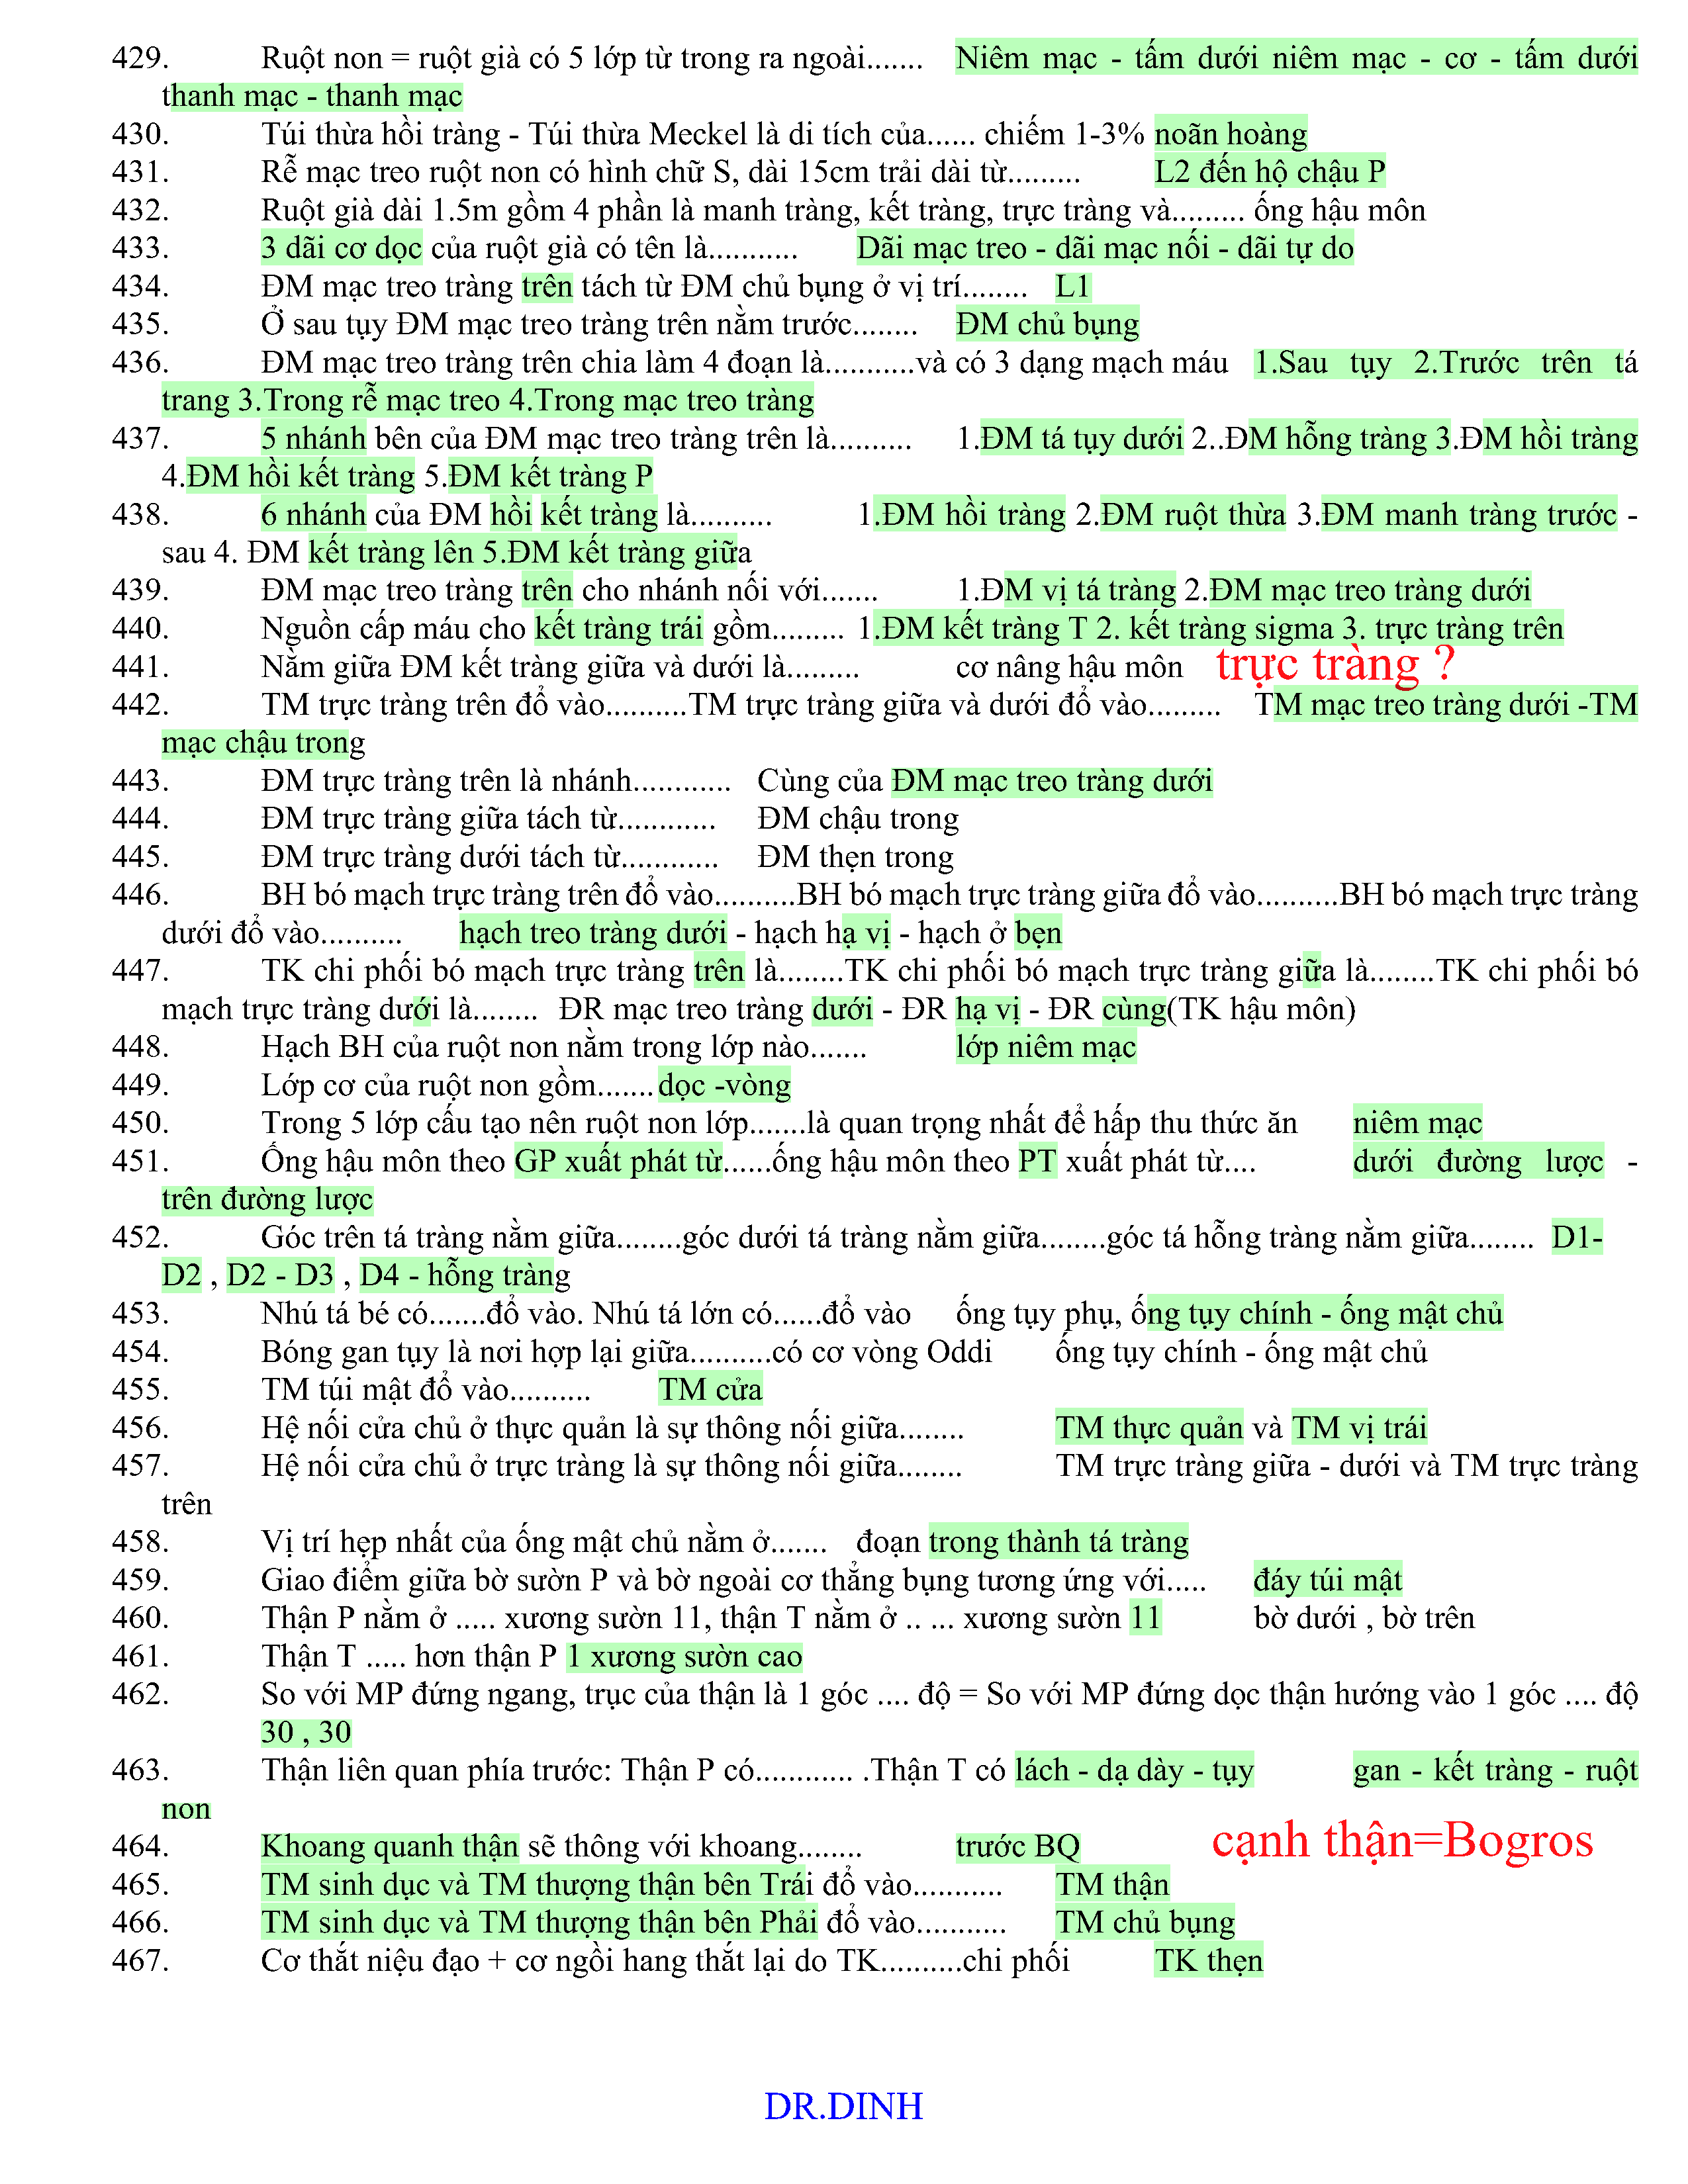 429. Ruột non = ruột già có 5 lớp từ trong ra ngoài....... Niêm mạc - tấm dưới niêm mạc - cơ - tấm dưới
thanh mạc - thanh mạc
430. Túi thừa hồi tràng - Túi thừa Meckel là di tích của...... chiếm 1-3% noãn hoàng
431. Rễ mạc treo ruột non có hình chữ S, dài 15cm trải dài từ......... L2 đến hộ chậu P
432. Ruột già dài 1.5m gồm 4 phần là manh tràng, kết tràng, trực tràng và......... ống hậu môn
433. 3 dãi cơ dọc của ruột già có tên là........... Dãi mạc treo - dãi mạc nối - dãi tự do
434. ĐM mạc treo tràng trên tách từ ĐM chủ bụng ở vị trí........ L1
435. Ở sau tụy ĐM mạc treo tràng trên nằm trước........ ĐM chủ bụng
436. ĐM mạc treo tràng trên chia làm 4 đoạn là...........và có 3 dạng mạch máu 1.Sau tụy 2.Trước trên tá
trang 3.Trong rễ mạc treo 4.Trong mạc treo tràng
437. 5 nhánh bên của ĐM mạc treo tràng trên là.......... 1.ĐM tá tụy dưới 2..ĐM hỗng tràng 3.ĐM hồi tràng
4.ĐM hồi kết tràng 5.ĐM kết tràng P
438. 6 nhánh của ĐM hồi kết tràng là.......... 1.ĐM hồi tràng 2.ĐM ruột thừa 3.ĐM manh tràng trước -
sau 4. ĐM kết tràng lên 5.ĐM kết tràng giữa
439. ĐM mạc treo tràng trên cho nhánh nối với....... 1.ĐM vị tá tràng 2.ĐM mạc treo tràng dưới
440. Nguồn cấp máu cho kết tràng trái gồm......... 1.ĐM kết tràng T 2. kết tràng sigma 3. trực tràng trên
441. Nằm giữa ĐM kết tràng giữa và dưới là......... cơ nâng hậu môn trực tràng ?
442. TM trực tràng trên đổ vào..........TM trực tràng giữa và dưới đổ vào......... TM mạc treo tràng dưới -TM
mạc chậu trong
443. ĐM trực tràng trên là nhánh............ Cùng của ĐM mạc treo tràng dưới
444. ĐM trực tràng giữa tách từ............ ĐM chậu trong
445. ĐM trực tràng dưới tách từ............ ĐM thẹn trong
446. BH bó mạch trực tràng trên đổ vào..........BH bó mạch trực tràng giữa đổ vào..........BH bó mạch trực tràng
dưới đổ vào.......... hạch treo tràng dưới - hạch hạ vị - hạch ở bẹn
447. TK chi phối bó mạch trực tràng trên là........TK chi phối bó mạch trực tràng giữa là........TK chi phối bó
mạch trực tràng dưới là........ ĐR mạc treo tràng dưới - ĐR hạ vị - ĐR cùng(TK hậu môn)
448. Hạch BH của ruột non nằm trong lớp nào....... lớp niêm mạc
449. Lớp cơ của ruột non gồm.......dọc -vòng
450. Trong 5 lớp cấu tạo nên ruột non lớp.......là quan trọng nhất để hấp thu thức ăn niêm mạc
451. Ống hậu môn theo GP xuất phát từ......ống hậu môn theo PT xuất phát từ.... dưới đường lược -
trên đường lược
452. Góc trên tá tràng nằm giữa........góc dưới tá tràng nằm giữa........góc tá hỗng tràng nằm giữa........ D1-
D2 , D2 - D3 , D4 - hỗng tràng
453. Nhú tá bé có.......đổ vào. Nhú tá lớn có......đổ vào ống tụy phụ, ống tụy chính - ống mật chủ
454. Bóng gan tụy là nơi hợp lại giữa..........có cơ vòng Oddi ống tụy chính - ống mật chủ
455. TM túi mật đổ vào.......... TM cửa
456. Hệ nối cửa chủ ở thực quản là sự thông nối giữa........ TM thực quản và TM vị trái
457. Hệ nối cửa chủ ở trực tràng là sự thông nối giữa........ TM trực tràng giữa - dưới và TM trực tràng
trên
458. Vị trí hẹp nhất của ống mật chủ nằm ở....... đoạn trong thành tá tràng
459. Giao điểm giữa bờ sườn P và bờ ngoài cơ thẳng bụng tương ứng với..... đáy túi mật
460. Thận P nằm ở ..... xương sườn 11, thận T nằm ở .. ... xương sườn 11 bờ dưới , bờ trên
461. Thận T ..... hơn thận P 1 xương sườn cao
462. So với MP đứng ngang, trục của thận là 1 góc .... độ = So với MP đứng dọc thận hướng vào 1 góc .... độ
30 , 30
463. Thận liên quan phía trước: Thận P có............ .Thận T có lách - dạ dày - tụy gan - kết tràng - ruột
non
464. Khoang quanh thận sẽ thông với khoang........ trước BQ cạnh thận=Bogros
465. TM sinh dục và TM thượng thận bên Trái đổ vào........... TM thận
466. TM sinh dục và TM thượng thận bên Phải đổ vào........... TM chủ bụng
467. Cơ thắt niệu đạo + cơ ngồi hang thắt lại do TK..........chi phối TK thẹn
DR.DINH